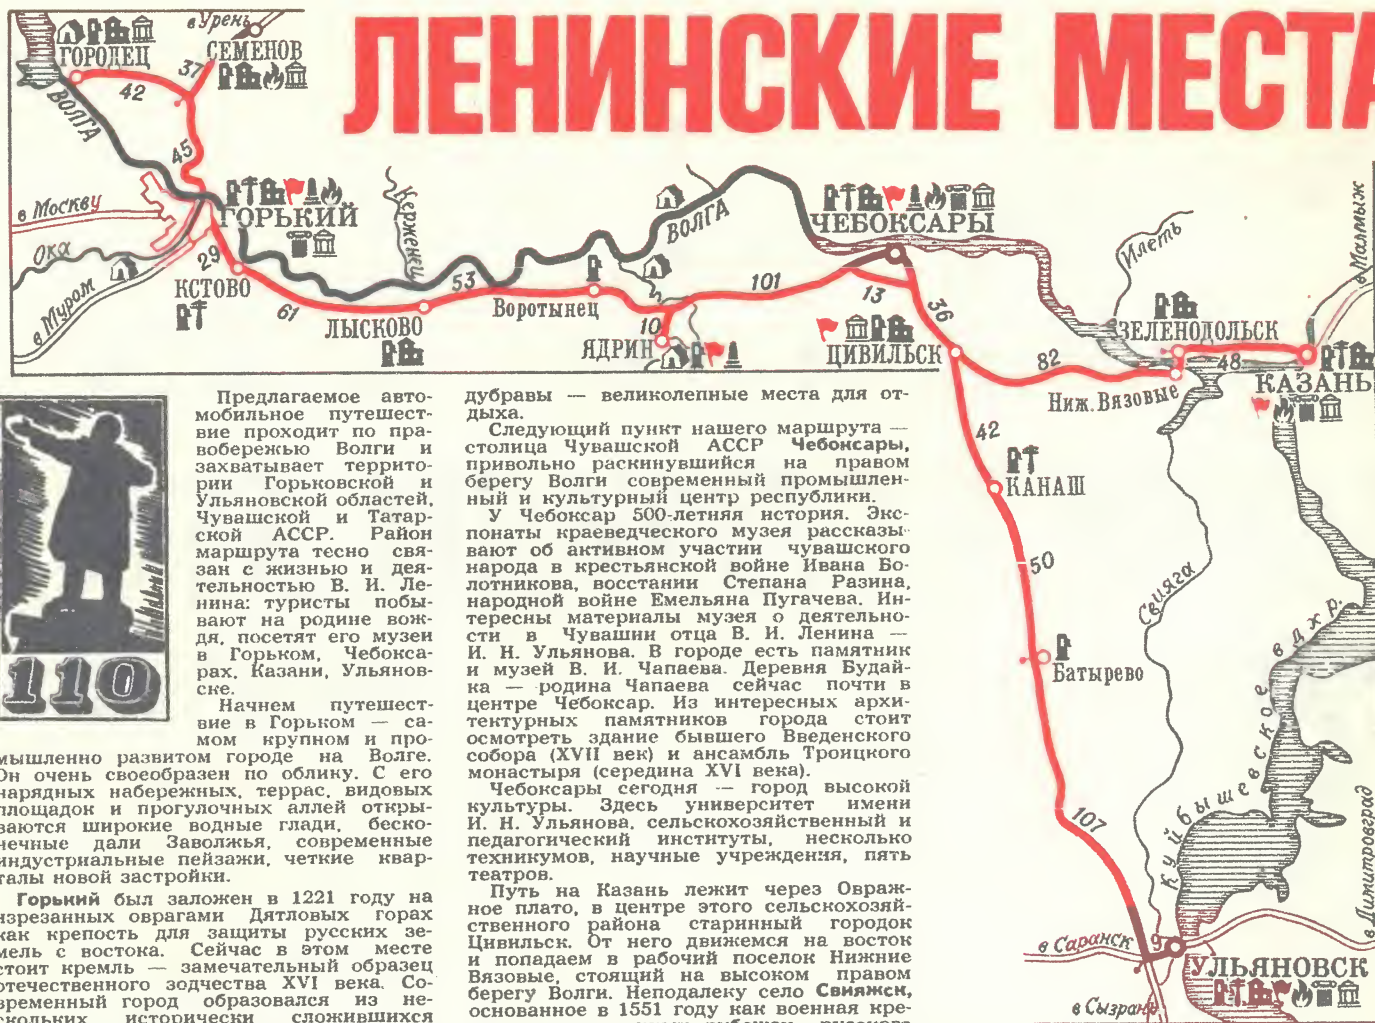 ЛЕНИНСКИЕ МЕСТА
в Урень
ГОРОДЕЦ
СЕМЕНОВ
37
42
ВОЛГА
45
в Москву
ГОРЬКИЙ
Ока
в Муром
29
КСТОВО
61
Керженец
53
ЛЫСКОВО
Воротынец
ВОЛГА
10
ЯДРИН
101
ЧЕБОКСАРЫ
13
36
ЦИВИЛЬСК
82
Илеть
в Малмыж
ЗЕЛЕНОДОЛЬСК
48
КАЗАНЬ
Ниж. Вязовые
42
КАНАШ
50
Свияга
Батырево
107
Куйбышевское вдхр.
в Димитровград
в Саранск
9
УЛЬЯНОВСК
в Сызрань
110
Предлагаемое авто-
мобильное путешест-
вие проходит по пра-
вобережью Волги и
захватывает террито-
рии Горьковской и
Ульяновской областей,
Чувашской и Татар-
ской АССР. Район
маршрута тесно свя-
зан с жизнью и дея-
тельностью В. И. Ле-
нина: туристы побы-
вают на родине вож-
дя, посетят его музеи
в Горьком, Чебокса-
рах, Казани, Ульянов-
ске.
Начнем путешест-
вие в Горьком — са-
мом крупном и про-
мышленно развитом городе на Волге.
Он очень своеобразен по облику. С его
нарядных набережных, террас, видовых
площадок и прогулочных аллей откры-
ваются широкие водные глади, беско-
нечные дали Заволжья, современные
индустриальные пейзажи, четкие квар-
талы новой застройки.
Горький был заложен в 1221 году на
изрезанных оврагами Дятловых горах
как крепость для защиты русских зе-
мель с востока. Сейчас в этом месте
стоит кремль — замечательный образец
отечественного зодчества XVI века. Со-
временный город образовался из не-
скольких исторически сложившихся
дубравы — великолепные места для от-
дыха.
Следующий пункт нашего маршрута —
столица Чувашской АССР Чебоксары,
привольно раскинувшийся на правом
берегу Волги современный промышлен-
ный и культурный центр республики.
У Чебоксар 500-летняя история. Экс-
понаты краеведческого музея рассказы-
вают об активном участии чувашского
народа в крестьянской войне Ивана Бо-
лотникова, восстании Степана Разина,
народной войне Емельяна Пугачева. Ин-
тересны материалы музея о деятельно-
сти в Чувашии отца В. И. Ленина —
И. Н. Ульянова. В городе есть памятник
и музей В. И. Чапаева. Деревня Будай-
ка — родина Чапаева сейчас почти в
центре Чебоксар. Из интересных архи-
тектурных памятников города стоит
осмотреть здание бывшего Введенского
собора (XVII век) и ансамбль Троицкого
монастыря (середина XVI века).
Чебоксары сегодня — город высокой
культуры. Здесь университет имени
И. Н. Ульянова, сельскохозяйственный и
педагогический институты, несколько
техникумов, научные учреждения, пять
театров.
Путь на Казань лежит через Овраж-
ное плато, в центре этого сельскохозяй-
ственного района старинный городок
Цивильск. От него движемся на восток
и попадаем в рабочий поселок Нижние
Вязовые, стоящий на высоком правом
берегу Волги. Неподалеку село Свияжск,
основанное в 1551 году как военная кре-